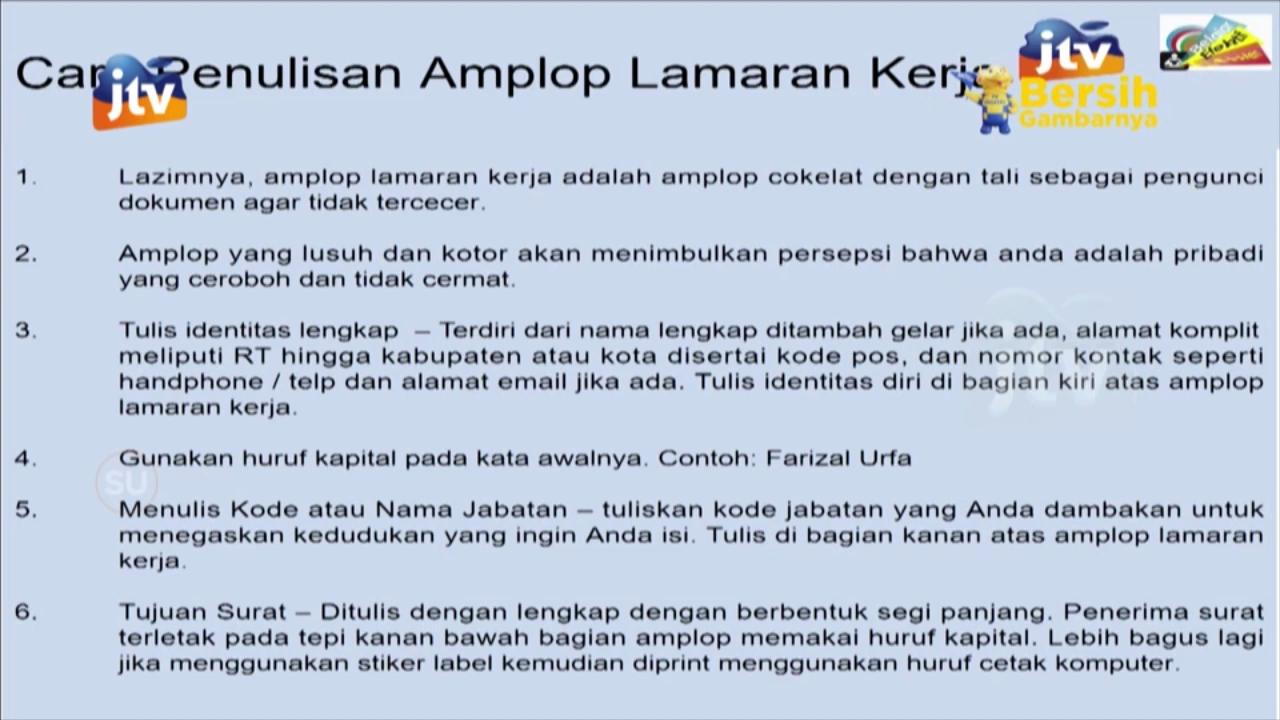 Cara Penulisan Amplop Lamaran Kerja
jtv
jtv
Bersih
Gambarnya
1. Lazimnya, amplop lamaran kerja adalah amplop cokelat dengan tali sebagai pengunci
dokumen agar tidak tercecer.
2. Amplop yang lusuh dan kotor akan menimbulkan persepsi bahwa anda adalah pribadi
yang ceroboh dan tidak cermat.
3. Tulis identitas lengkap – Terdiri dari nama lengkap ditambah gelar jika ada, alamat komplit
meliputi RT hingga kabupaten atau kota disertai kode pos, dan nomor kontak seperti
handphone / telp dan alamat email jika ada. Tulis identitas diri di bagian kiri atas amplop
lamaran kerja.
jtv
4. Gunakan huruf kapital pada kata awalnya. Contoh: Farizal Urfa
SU
5. Menulis Kode atau Nama Jabatan – tuliskan kode jabatan yang Anda dambakan untuk
menegaskan kedudukan yang ingin Anda isi. Tulis di bagian kanan atas amplop lamaran
kerja.
6. Tujuan Surat – Ditulis dengan lengkap dengan berbentuk segi panjang. Penerima surat
terletak pada tepi kanan bawah bagian amplop memakai huruf kapital. Lebih bagus lagi
jika menggunakan stiker label kemudian diprint menggunakan huruf cetak komputer.